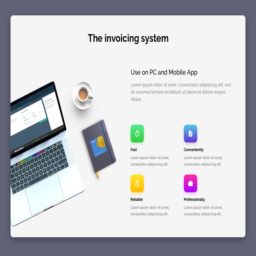 The invoicing system
Use on PC and Mobile App
Lorem ipsum dolor sit amet, consectetur adipiscing elit, sed
do eiusmod tempor incididunt ut labore et dolore magna
aliqua.
Fast
Lorem ipsum dolor sit amet,
consectetur adipiscing elit.
Conveniently
Lorem ipsum dolor sit amet,
consectetur adipiscing elit.
Reliable
Lorem ipsum dolor sit amet,
consectetur adipiscing elit.
Professionally
Lorem ipsum dolor sit amet,
consectetur adipiscing elit.